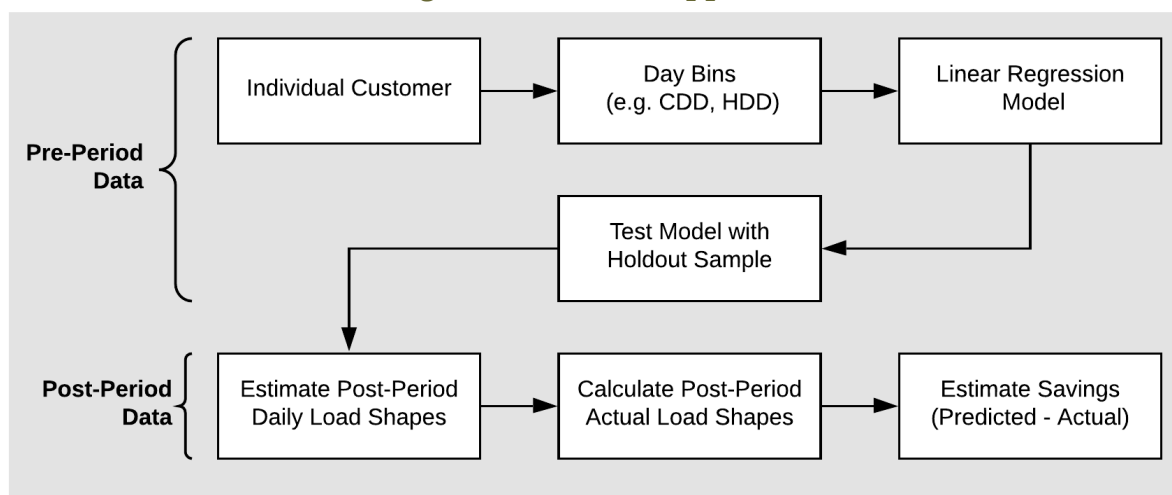 Individual Customer
Day Bins
(e.g. CDD, HDD)
Linear Regression
Model
Pre-Period
Data
Test Model with
Holdout Sample
Post-Period
Data
Estimate Post-Period
Daily Load Shapes
Calculate Post-Period
Actual Load Shapes
Estimate Savings
(Predicted - Actual)